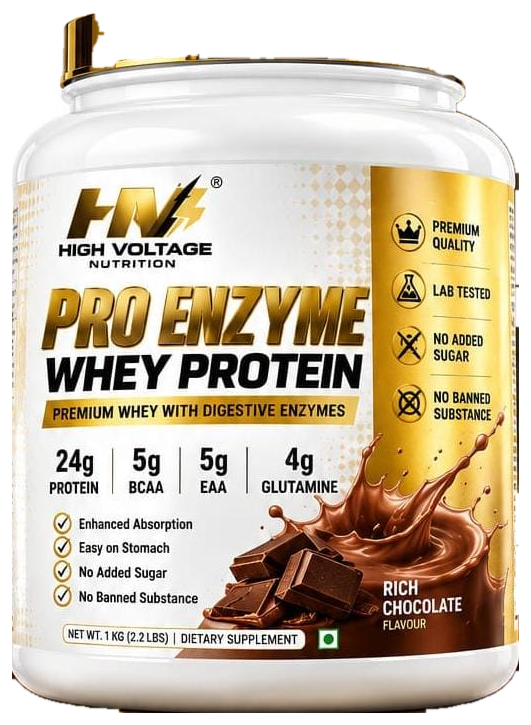 HN ®
HIGH VOLTAGE
NUTRITION
PRO ENZYME
WHEY PROTEIN
PREMIUM WHEY WITH DIGESTIVE ENZYMES
24g
PROTEIN
5g
BCAA
5g
EAA
4g
GLUTAMINE
Enhanced Absorption
Easy on Stomach
No Added Sugar
No Banned Substance
NET WT. 1 KG (2.2 LBS) | DIETARY SUPPLEMENT
PREMIUM
QUALITY
LAB TESTED
NO ADDED
SUGAR
NO BANNED
SUBSTANCE
RICH
CHOCOLATE
FLAVOUR